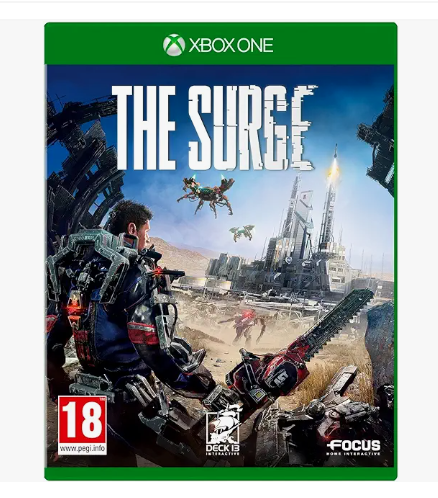 XBOX ONE
THE SURGE
18
www.pegi.info
DECK 13
INTERACTIVE
FOCUS
HOME INTERACTIVE